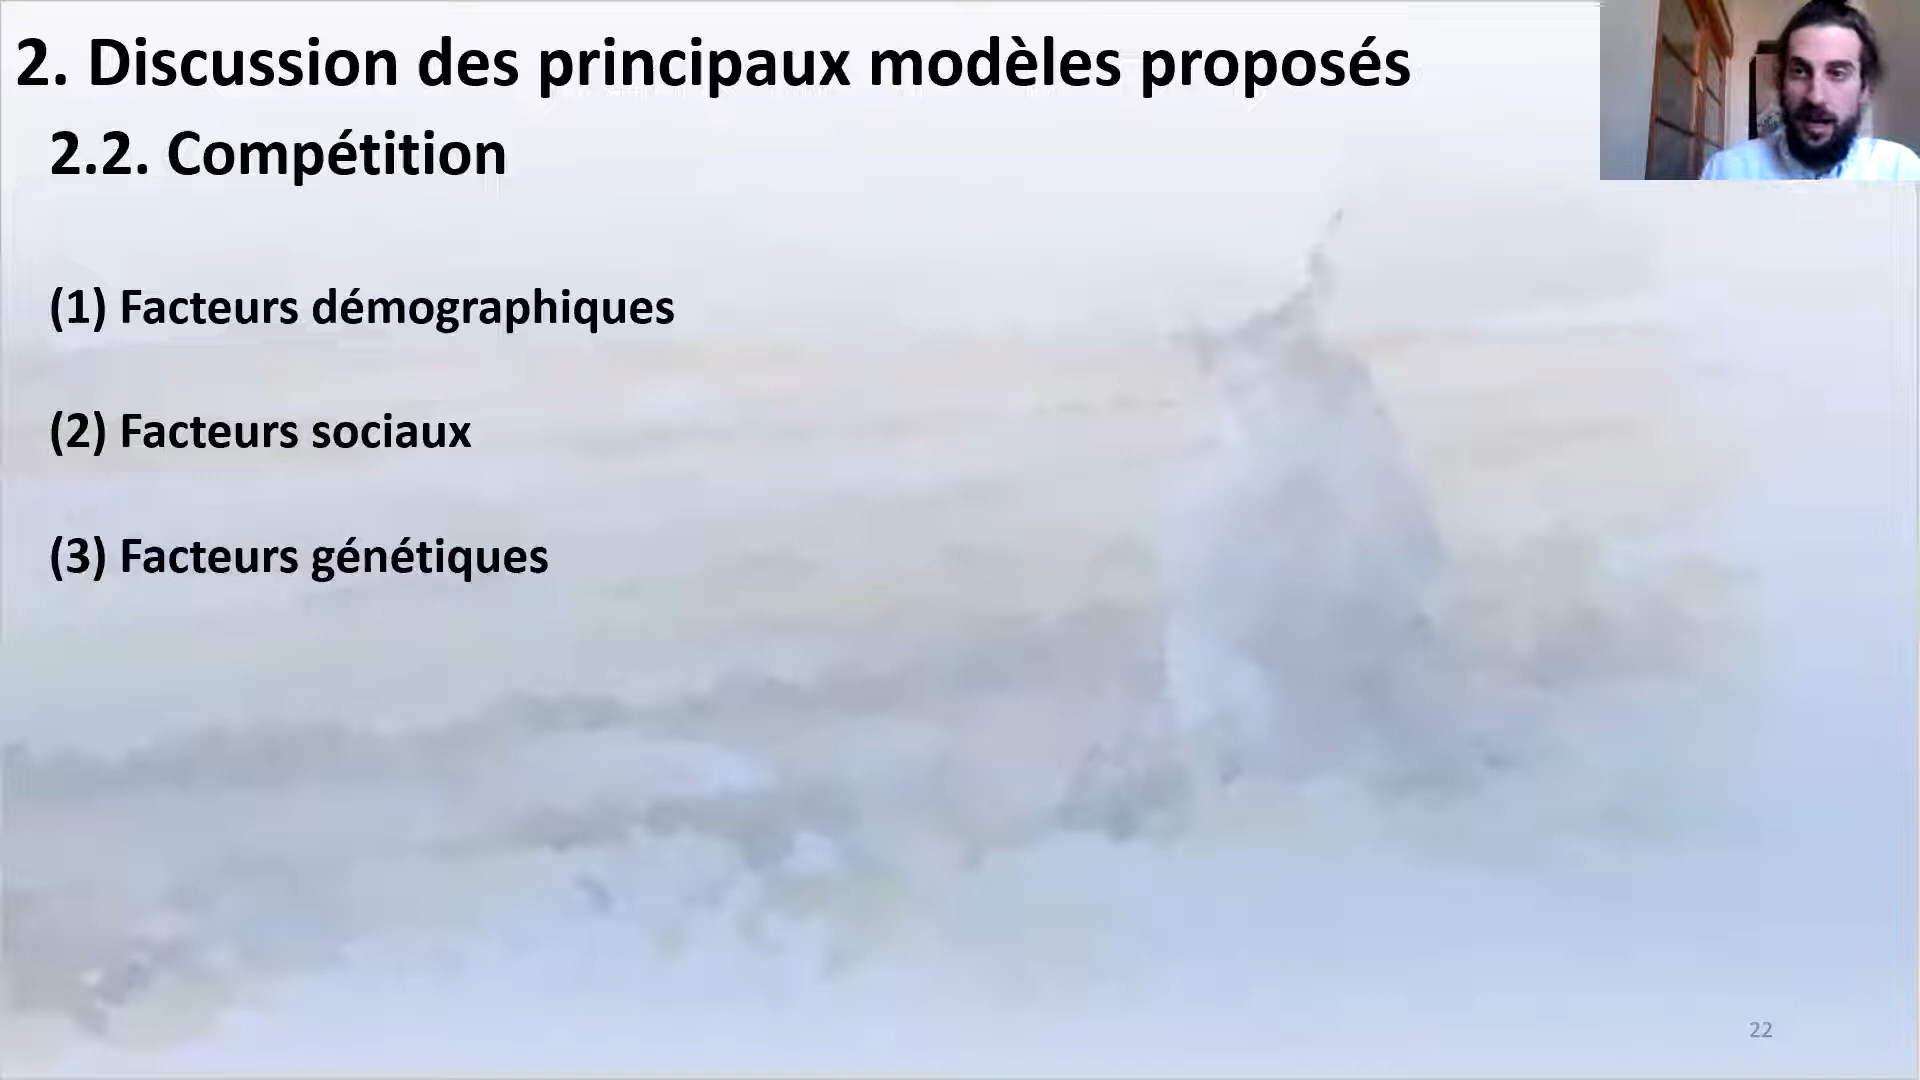 2. Discussion des principaux modèles proposés
2.2. Compétition
(1) Facteurs démographiques
(2) Facteurs sociaux
(3) Facteurs génétiques
22